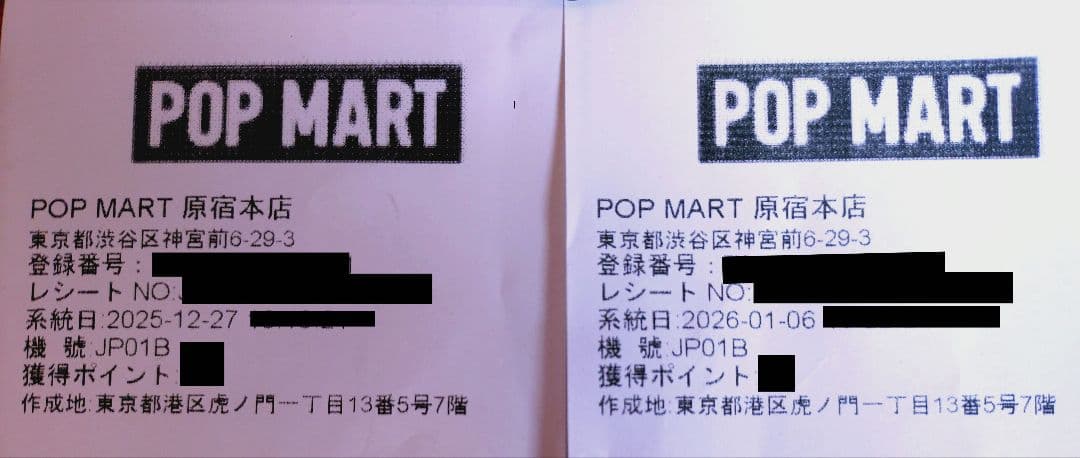 POP MART
POP MART 原宿本店
東京都渋谷区神宮前6-29-3
登録番号:
レシートNO:
系統日:2025-12-27
機 號:JP01B
獲得ポイント:
作成地:東京都港区虎ノ門一丁目13番5号7階
POP MART
POP MART 原宿本店
東京都渋谷区神宮前6-29-3
登録番号:
レシートNO:
系統日:2026-01-06
機 號:JP01B
獲得ポイント:
作成地:東京都港区虎ノ門一丁目13番5号7階